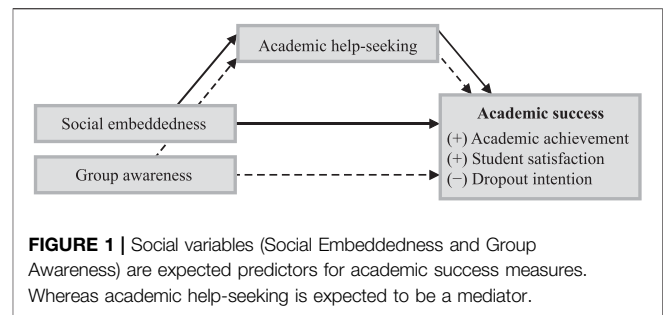 Academic help-seeking
Social embeddedness
Group awareness
Academic success
(+) Academic achievement
(+) Student satisfaction
(−) Dropout intention
FIGURE 1 | Social variables (Social Embeddedness and Group
Awareness) are expected predictors for academic success measures.
Whereas academic help-seeking is expected to be a mediator.